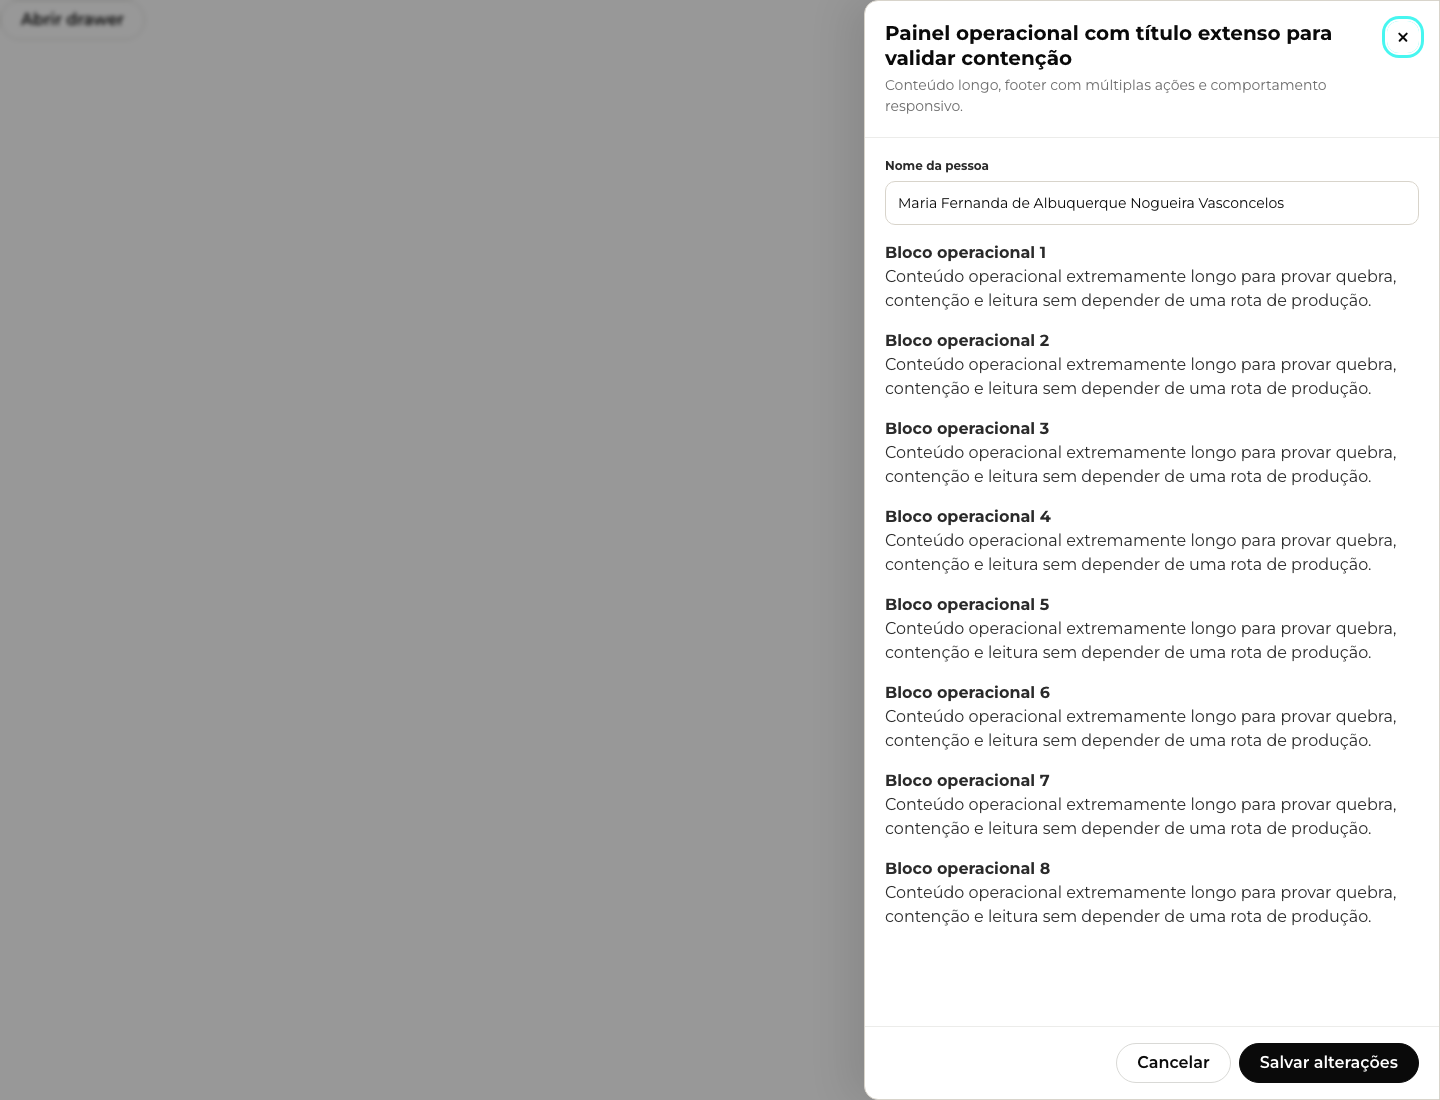 Abrir drawer
Painel operacional com título extenso para
validar contenção
×
Conteúdo longo, footer com múltiplas ações e comportamento
responsivo.
Nome da pessoa
Maria Fernanda de Albuquerque Nogueira Vasconcelos
Bloco operacional 1
Conteúdo operacional extremamente longo para provar quebra,
contenção e leitura sem depender de uma rota de produção.
Bloco operacional 2
Conteúdo operacional extremamente longo para provar quebra,
contenção e leitura sem depender de uma rota de produção.
Bloco operacional 3
Conteúdo operacional extremamente longo para provar quebra,
contenção e leitura sem depender de uma rota de produção.
Bloco operacional 4
Conteúdo operacional extremamente longo para provar quebra,
contenção e leitura sem depender de uma rota de produção.
Bloco operacional 5
Conteúdo operacional extremamente longo para provar quebra,
contenção e leitura sem depender de uma rota de produção.
Bloco operacional 6
Conteúdo operacional extremamente longo para provar quebra,
contenção e leitura sem depender de uma rota de produção.
Bloco operacional 7
Conteúdo operacional extremamente longo para provar quebra,
contenção e leitura sem depender de uma rota de produção.
Bloco operacional 8
Conteúdo operacional extremamente longo para provar quebra,
contenção e leitura sem depender de uma rota de produção.
Cancelar
Salvar alterações